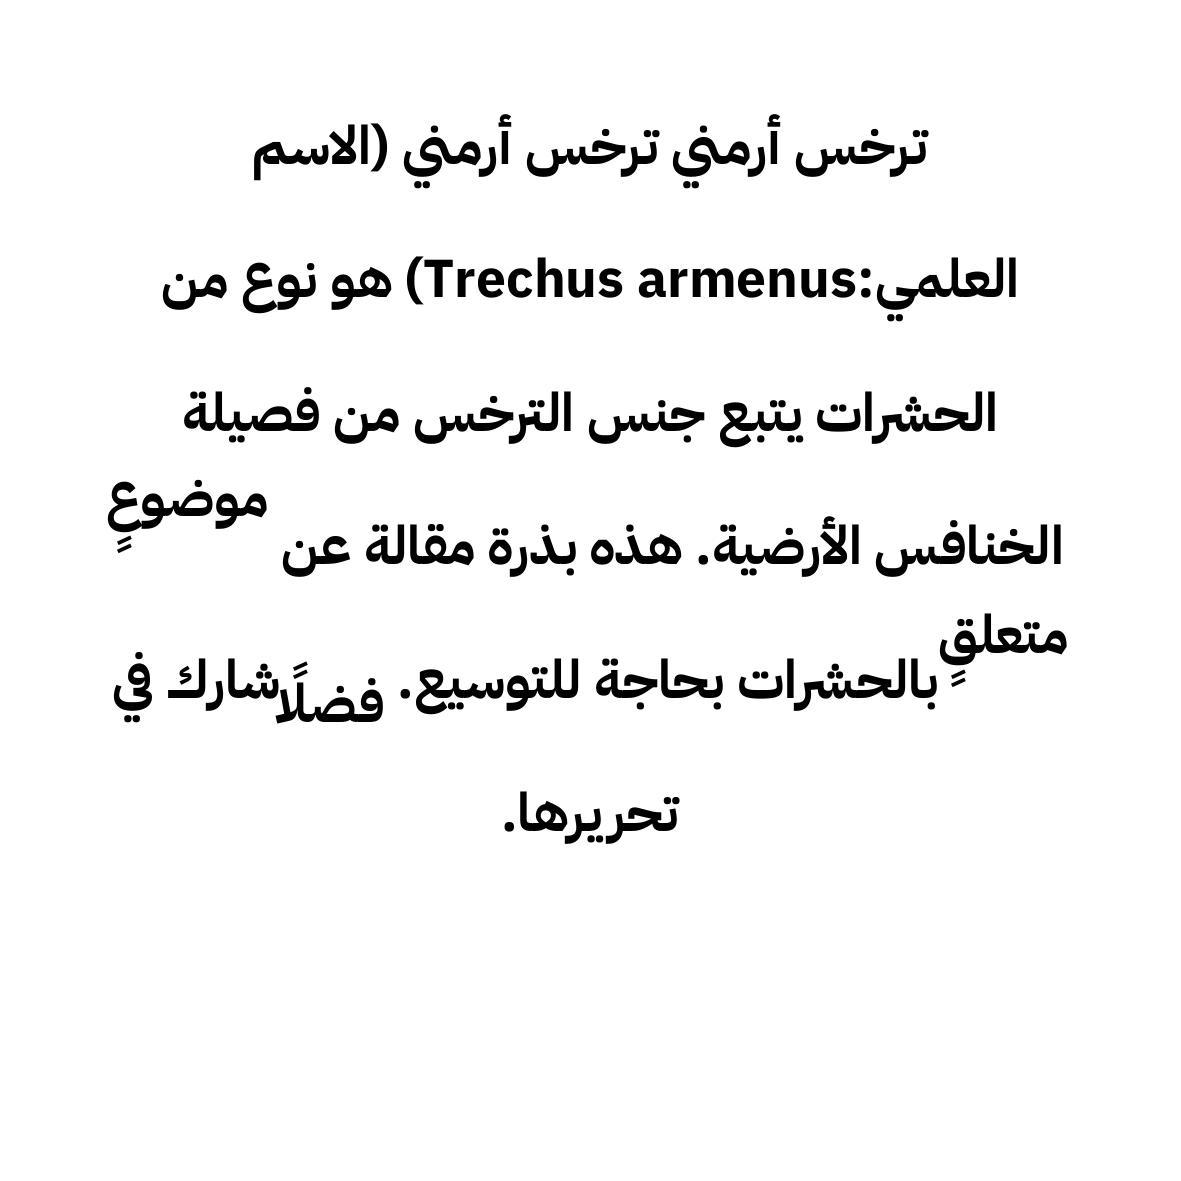 ترخس أرمني ترخس أرمني (الاسم
العلمي:Trechus armenus) هو نوع من
الحشرات يتبع جنس الترخس من فصيلة
الخنافس الأرضية. هذه بذرة مقالة عن موضوعٍ
متعلقٍ بالحشرات بحاجة للتوسيع. فضلًا شارك في
تحريرها.